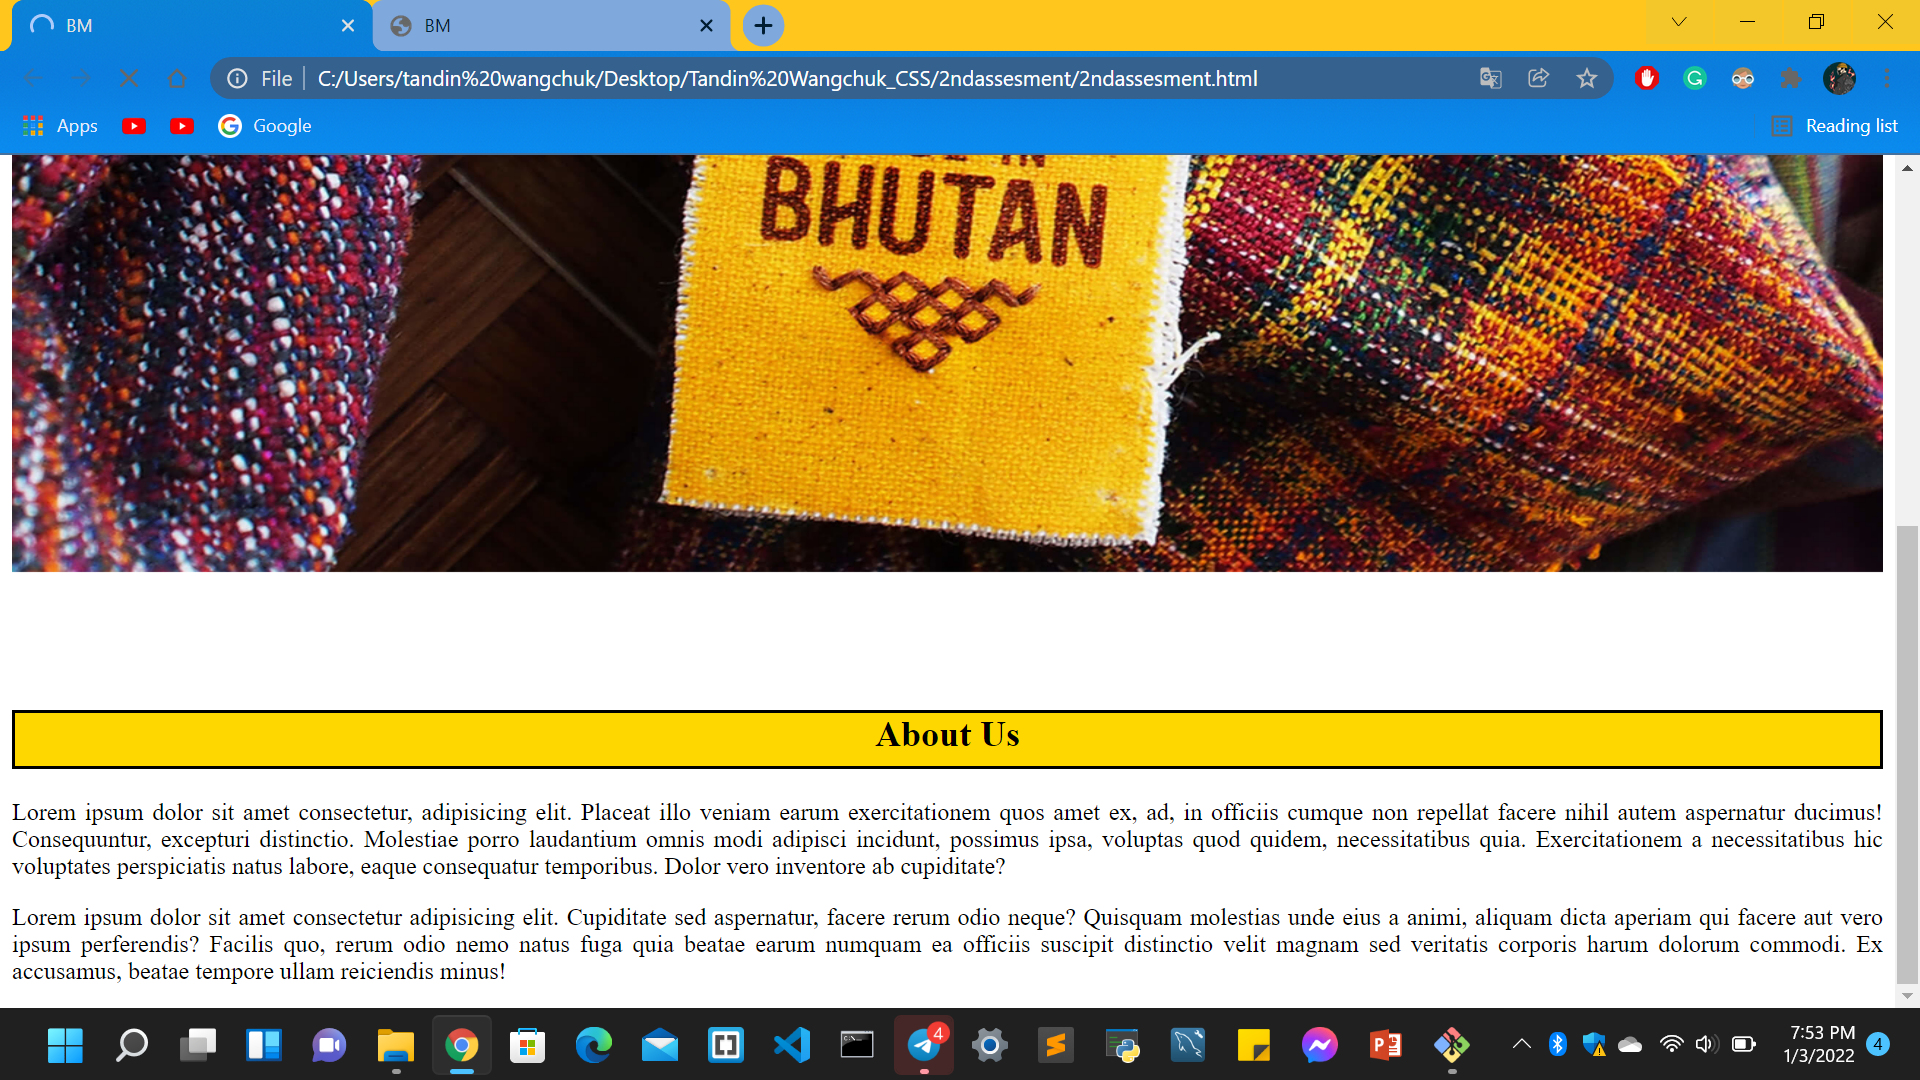 BM
BM
File
C:/Users/tandin%20wangchuk/Desktop/Tandin%20Wangchuk_CSS/2ndassesment/2ndassesment.html
Apps
Google
Reading list
IN
BHUTAN
About Us
Lorem ipsum dolor sit amet consectetur, adipisicing elit. Placeat illo veniam earum exercitationem quos amet ex, ad, in officiis cumque non repellat facere nihil autem aspernatur ducimus!
Consequuntur, excepturi distinctio. Molestiae porro laudantium omnis modi adipisci incidunt, possimus ipsa, voluptas quod quidem, necessitatibus quia. Exercitationem a necessitatibus hic
voluptates perspiciatis natus labore, eaque consequatur temporibus. Dolor vero inventore ab cupiditate?
Lorem ipsum dolor sit amet consectetur adipisicing elit. Cupiditate sed aspernatur, facere rerum odio neque? Quisquam molestias unde eius a animi, aliquam dicta aperiam qui facere aut vero
ipsum perferendis? Facilis quo, rerum odio nemo natus fuga quia beatae earum numquam ea officiis suscipit distinctio velit magnam sed veritatis corporis harum dolorum commodi. Ex
accusamus, beatae tempore ullam reiciendis minus!
4
7:53 PM
1/3/2022
4